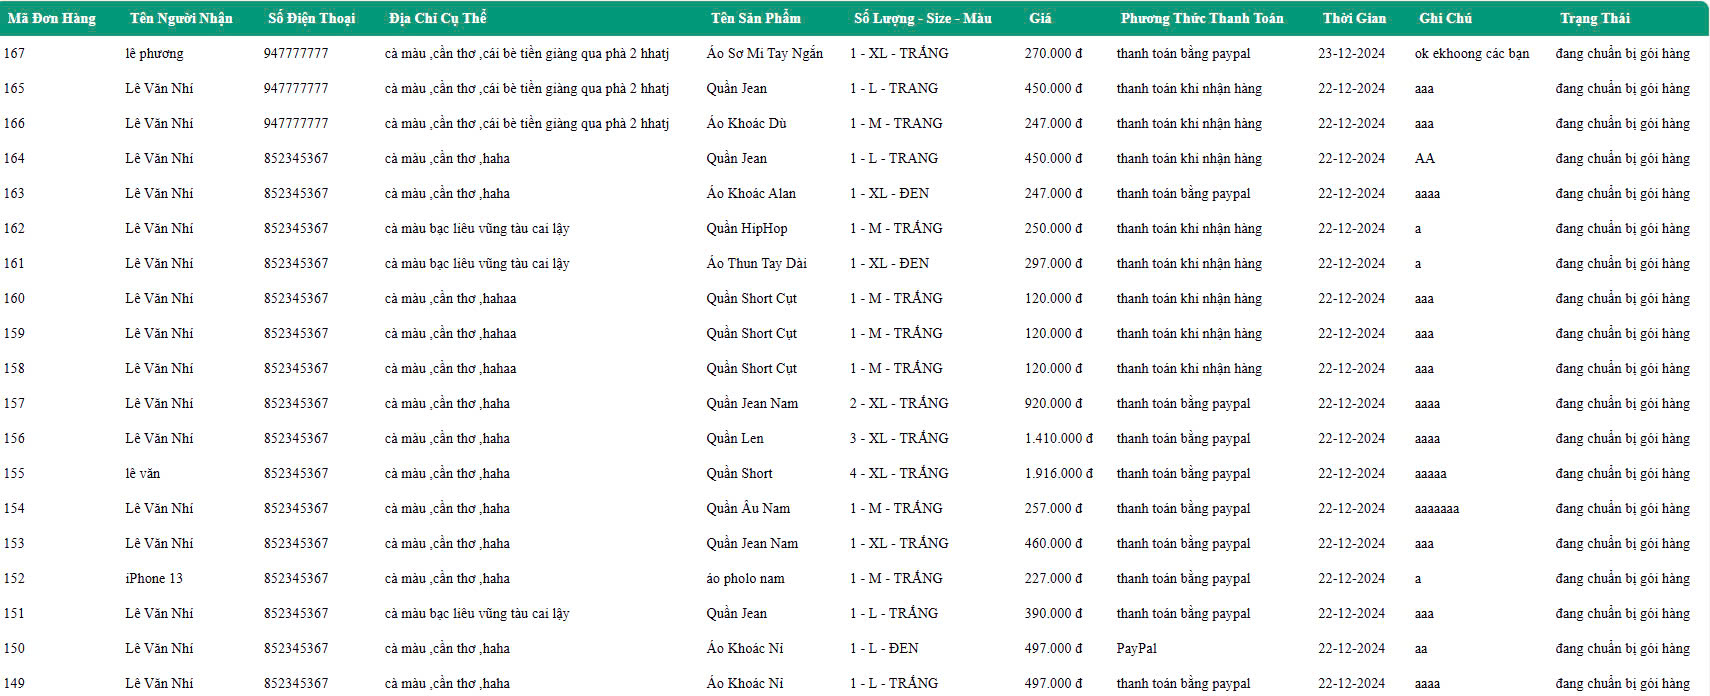 Mã Đơn Hàng Tên Người Nhận Số Điện Thoại Địa Chỉ Cụ Thể Tên Sản Phẩm Số Lượng - Size - Màu Giá Phương Thức Thanh Toán Thời Gian Ghi Chú Trạng Thái
167 lê phương 947777777 cà màu ,cần thơ ,cái bè tiền giàng qua phà 2 hhatj Áo Sơ Mi Tay Ngắn 1 - XL - TRẮNG 270.000 đ thanh toán bằng paypal 23-12-2024 ok ekhoong các bạn đang chuẩn bị gói hàng
165 Lê Văn Nhí 947777777 cà màu ,cần thơ ,cái bè tiền giàng qua phà 2 hhatj Quần Jean 1 - L - TRANG 450.000 đ thanh toán khi nhận hàng 22-12-2024 aaa đang chuẩn bị gói hàng
166 Lê Văn Nhí 947777777 cà màu ,cần thơ ,cái bè tiền giàng qua phà 2 hhatj Áo Khoác Dù 1 - M - TRANG 247.000 đ thanh toán khi nhận hàng 22-12-2024 aaa đang chuẩn bị gói hàng
164 Lê Văn Nhí 852345367 cà màu ,cần thơ ,haha Quần Jean 1 - L - TRANG 450.000 đ thanh toán khi nhận hàng 22-12-2024 AA đang chuẩn bị gói hàng
163 Lê Văn Nhí 852345367 cà màu ,cần thơ ,haha Áo Khoác Alan 1 - XL - ĐEN 247.000 đ thanh toán bằng paypal 22-12-2024 aaaa đang chuẩn bị gói hàng
162 Lê Văn Nhí 852345367 cà màu bạc liêu vũng tàu cai lậy Quần HipHop 1 - M - TRẮNG 250.000 đ thanh toán khi nhận hàng 22-12-2024 a đang chuẩn bị gói hàng
161 Lê Văn Nhí 852345367 cà màu bạc liêu vũng tàu cai lậy Áo Thun Tay Dài 1 - XL - ĐEN 297.000 đ thanh toán khi nhận hàng 22-12-2024 a đang chuẩn bị gói hàng
160 Lê Văn Nhí 852345367 cà màu ,cần thơ ,hahaa Quần Short Cụt 1 - M - TRẮNG 120.000 đ thanh toán khi nhận hàng 22-12-2024 aaa đang chuẩn bị gói hàng
159 Lê Văn Nhí 852345367 cà màu ,cần thơ ,hahaa Quần Short Cụt 1 - M - TRẮNG 120.000 đ thanh toán khi nhận hàng 22-12-2024 aaa đang chuẩn bị gói hàng
158 Lê Văn Nhí 852345367 cà màu ,cần thơ ,hahaa Quần Short Cụt 1 - M - TRẮNG 120.000 đ thanh toán khi nhận hàng 22-12-2024 aaa đang chuẩn bị gói hàng
157 Lê Văn Nhí 852345367 cà màu ,cần thơ ,haha Quần Jean Nam 2 - XL - TRẮNG 920.000 đ thanh toán bằng paypal 22-12-2024 aaaa đang chuẩn bị gói hàng
156 Lê Văn Nhí 852345367 cà màu ,cần thơ ,haha Quần Len 3 - XL - TRẮNG 1.410.000 đ thanh toán bằng paypal 22-12-2024 aaaa đang chuẩn bị gói hàng
155 lê văn 852345367 cà màu ,cần thơ ,haha Quần Short 4 - XL - TRẮNG 1.916.000 đ thanh toán bằng paypal 22-12-2024 aaaaa đang chuẩn bị gói hàng
154 Lê Văn Nhí 852345367 cà màu ,cần thơ ,haha Quần Âu Nam 1 - M - TRẮNG 257.000 đ thanh toán bằng paypal 22-12-2024 aaaaaaa đang chuẩn bị gói hàng
153 Lê Văn Nhí 852345367 cà màu ,cần thơ ,haha Quần Jean Nam 1 - XL - TRẮNG 460.000 đ thanh toán bằng paypal 22-12-2024 aaa đang chuẩn bị gói hàng
152 iPhone 13 852345367 cà màu ,cần thơ ,haha áo pholo nam 1 - M - TRẮNG 227.000 đ thanh toán bằng paypal 22-12-2024 a đang chuẩn bị gói hàng
151 Lê Văn Nhí 852345367 cà màu bạc liêu vũng tàu cai lậy Quần Jean 1 - L - TRẮNG 390.000 đ thanh toán bằng paypal 22-12-2024 aaa đang chuẩn bị gói hàng
150 Lê Văn Nhí 852345367 cà màu ,cần thơ ,haha Áo Khoác Nỉ 1 - L - ĐEN 497.000 đ PayPal 22-12-2024 aa đang chuẩn bị gói hàng
149 Lê Văn Nhí 852345367 cà màu ,cần thơ ,haha Áo Khoác Nỉ 1 - L - TRẮNG 497.000 đ thanh toán bằng paypal 22-12-2024 aaaa đang chuẩn bị gói hàng